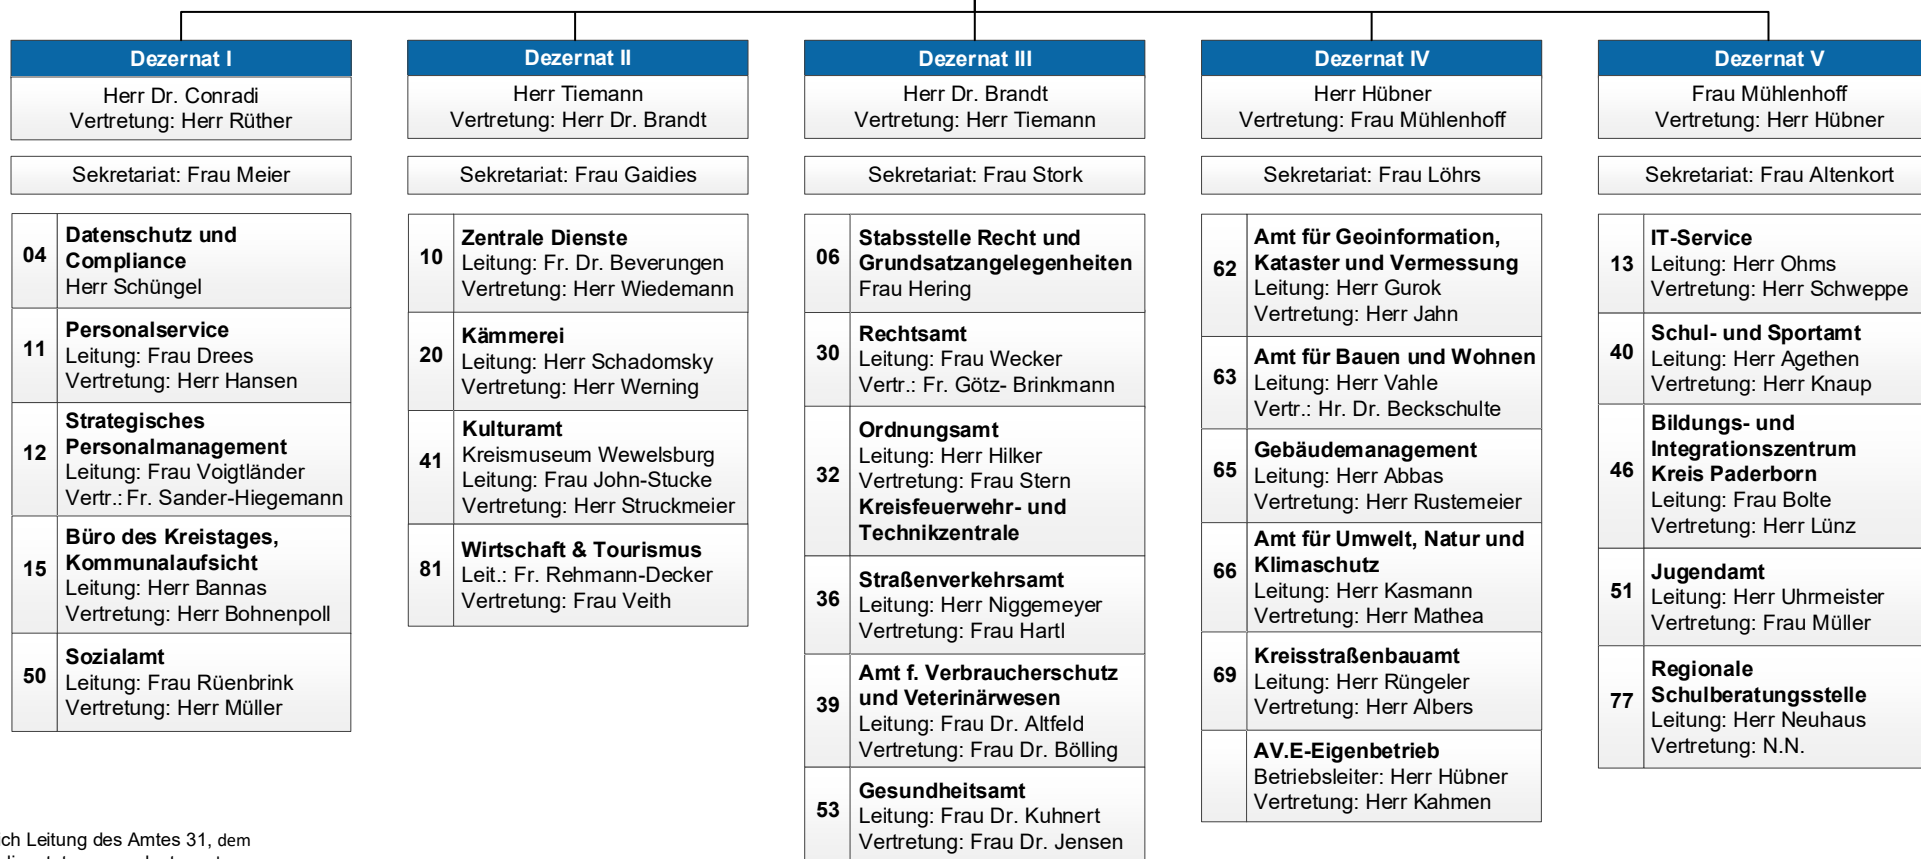 Dezernat I
Herr Dr. Conradi
Vertretung: Herr Rüther
Sekretariat: Frau Meier
04
Datenschutz und
Compliance
Herr Schüngel
11
Personalservice
Leitung: Frau Drees
Vertretung: Herr Hansen
12
Strategisches
Personalmanagement
Leitung: Frau Voigtländer
Vertr.: Fr. Sander-Hiegemann
15
Büro des Kreistages,
Kommunalaufsicht
Leitung: Herr Bannas
Vertretung: Herr Bohnenpoll
50
Sozialamt
Leitung: Frau Rüenbrink
Vertretung: Herr Müller
Dezernat II
Herr Tiemann
Vertretung: Herr Dr. Brandt
Sekretariat: Frau Gaidies
10
Zentrale Dienste
Leitung: Fr. Dr. Beverungen
Vertretung: Herr Wiedemann
20
Kämmerei
Leitung: Herr Schadomsky
Vertretung: Herr Werning
41
Kulturamt
Kreismuseum Wewelsburg
Leitung: Frau John-Stucke
Vertretung: Herr Struckmeier
81
Wirtschaft & Tourismus
Leit.: Fr. Rehmann-Decker
Vertretung: Frau Veith
Dezernat III
Herr Dr. Brandt
Vertretung: Herr Tiemann
Sekretariat: Frau Stork
06
Stabsstelle Recht und
Grundsatzangelegenheiten
Frau Hering
30
Rechtsamt
Leitung: Frau Wecker
Vertr.: Fr. Götz- Brinkmann
32
Ordnungsamt
Leitung: Herr Hilker
Vertretung: Frau Stern
Kreisfeuerwehr- und
Technikzentrale
36
Straßenverkehrsamt
Leitung: Herr Niggemeyer
Vertretung: Frau Hartl
39
Amt f. Verbraucherschutz
und Veterinärwesen
Leitung: Frau Dr. Altfeld
Vertretung: Frau Dr. Bölling
53
Gesundheitsamt
Leitung: Frau Dr. Kuhnert
Vertretung: Frau Dr. Jensen
Dezernat IV
Herr Hübner
Vertretung: Frau Mühlenhoff
Sekretariat: Frau Löhrs
62
Amt für Geoinformation,
Kataster und Vermessung
Leitung: Herr Gurok
Vertretung: Herr Jahn
63
Amt für Bauen und Wohnen
Leitung: Herr Vahle
Vertr.: Hr. Dr. Beckschulte
65
Gebäudemanagement
Leitung: Herr Abbas
Vertretung: Herr Rustemeier
66
Amt für Umwelt, Natur und
Klimaschutz
Leitung: Herr Kasmann
Vertretung: Herr Mathea
69
Kreisstraßenbauamt
Leitung: Herr Rüngeler
Vertretung: Herr Albers
AV.E-Eigenbetrieb
Betriebsleiter: Herr Hübner
Vertretung: Herr Kahmen
Dezernat V
Frau Mühlenhoff
Vertretung: Herr Hübner
Sekretariat: Frau Altenkort
13
IT-Service
Leitung: Herr Ohms
Vertretung: Herr Schweppe
40
Schul- und Sportamt
Leitung: Herr Agethen
Vertretung: Herr Knaup
46
Bildungs- und
Integrationszentrum
Kreis Paderborn
Leitung: Frau Bolte
Vertretung: Herr Lünz
51
Jugendamt
Leitung: Herr Uhrmeister
Vertretung: Frau Müller
77
Regionale
Schulberatungsstelle
Leitung: Herr Neuhaus
Vertretung: N.N.
ich Leitung des Amtes 31, dem